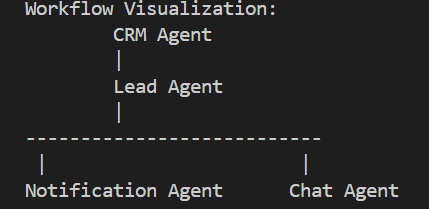 Workflow Visualization:
CRM Agent
|
Lead Agent
|
---------------------------
| |
Notification Agent Chat Agent